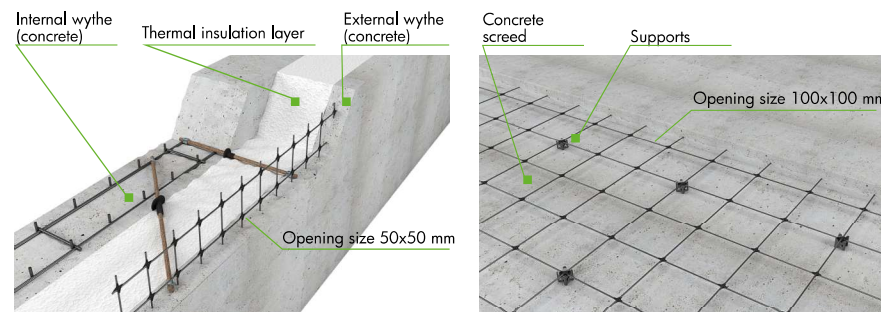 Internal wythe
(concrete)
Thermal insulation layer
External wythe
(concrete)
Opening size 50x50 mm
Concrete
screed
Supports
Opening size 100x100 mm